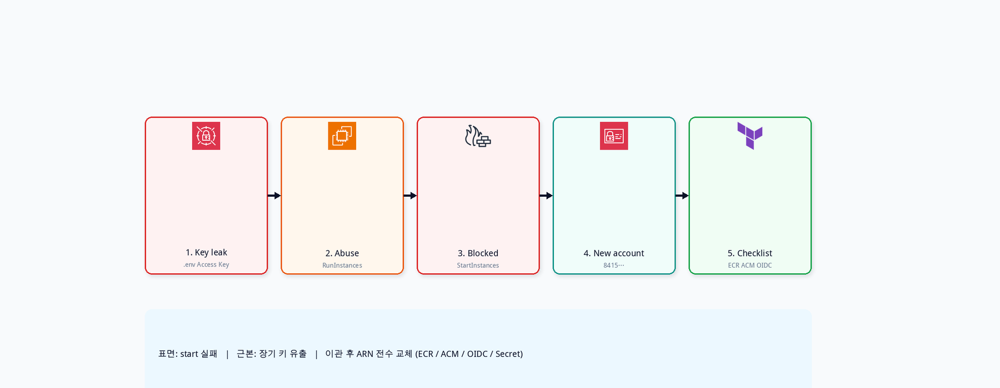 1. Key leak
.env Access Key
2. Abuse
RunInstances
3. Blocked
StartInstances
4. New account
8415···
5. Checklist
ECR ACM OIDC
표면: start 실패 | 근본: 장기 키 유출 | 이관 후 ARN 전수 교체 (ECR / ACM / OIDC / Secret)